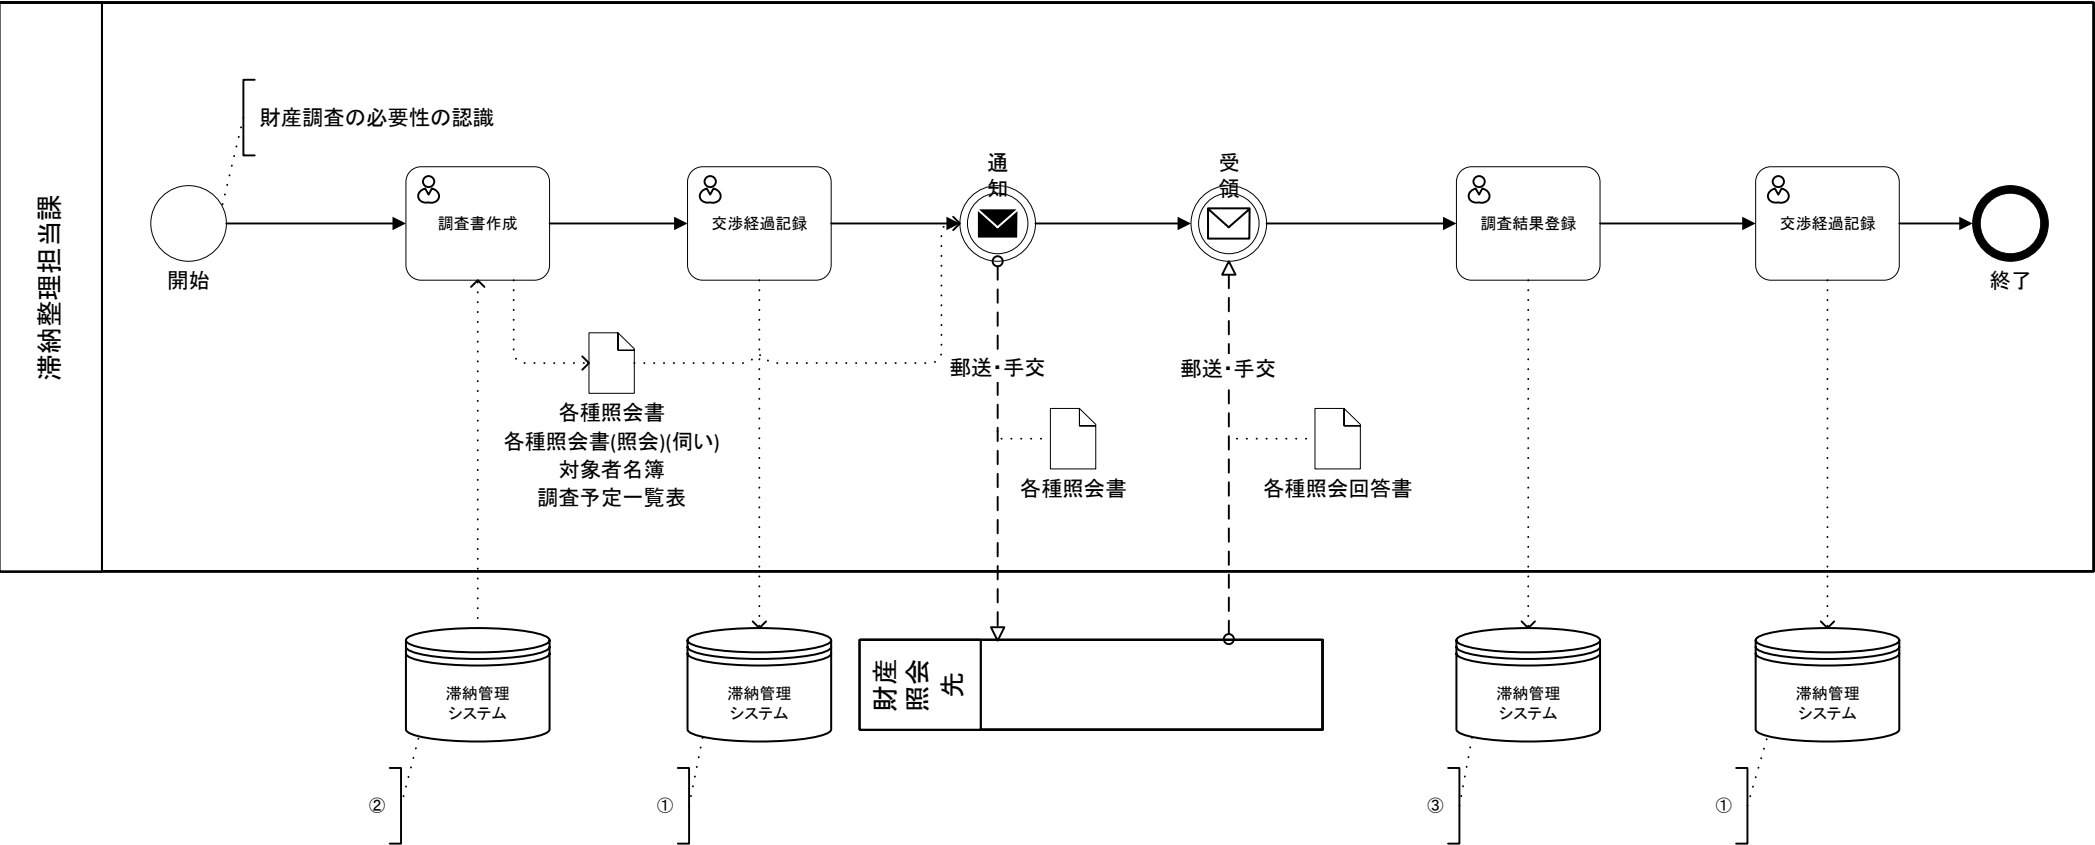 滞納整理担当課
財産調査の必要性の認識
開始
調査書作成
交渉経過記録
通
知
受
領
調査結果登録
交渉経過記録
終了
各種照会書
各種照会書(照会)(伺い)
対象者名簿
調査予定一覧表
郵送・手交
各種照会書
郵送・手交
各種照会回答書
滞納管理
システム
滞納管理
システム
財産
照会
先
滞納管理
システム
滞納管理
システム
②
①
③
①